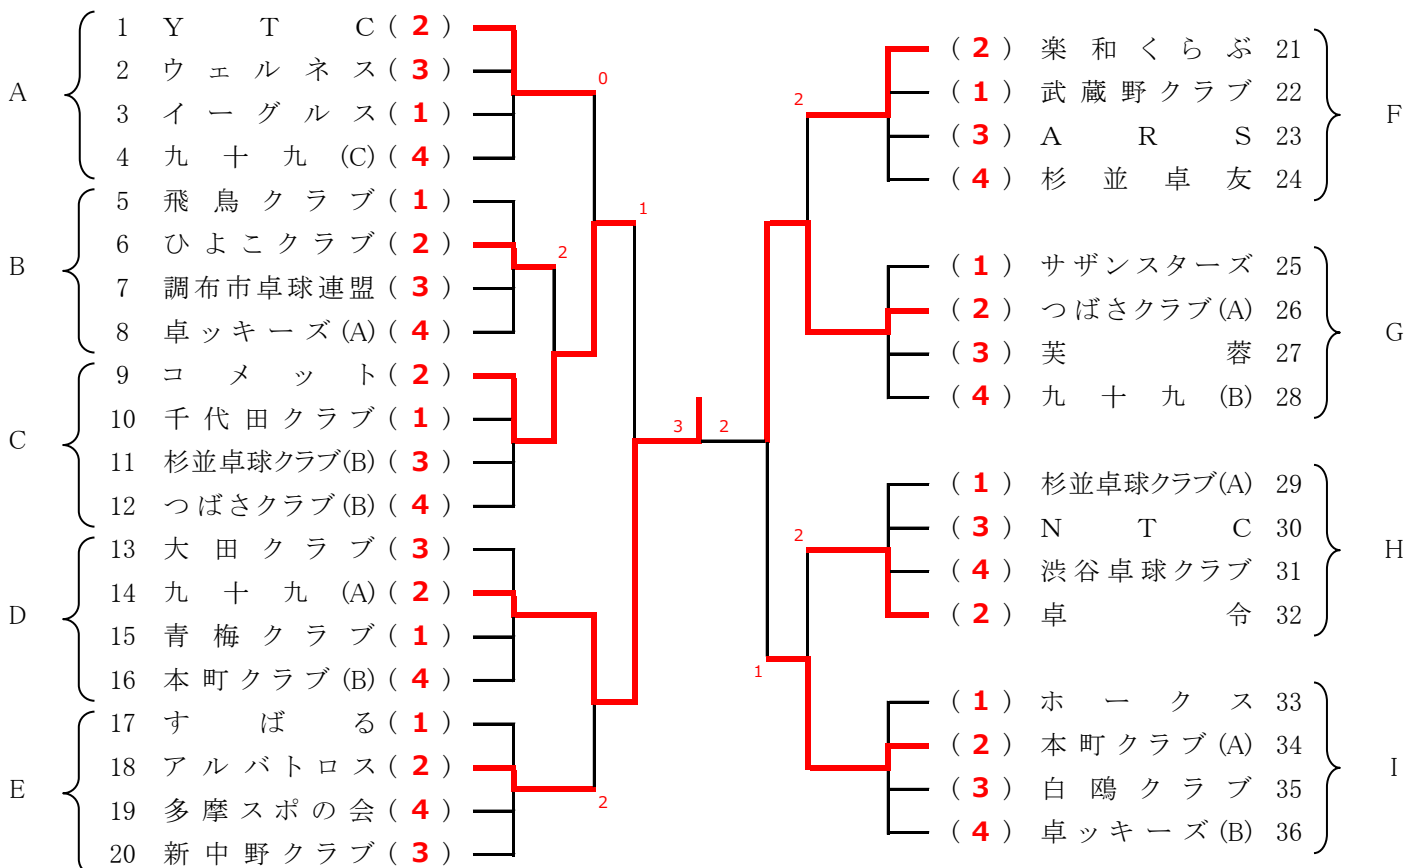 A
1 Y T C ( 2 )
2 ウェルネス ( 3 )
3 イーグルス ( 1 )
4 九十九 (C) ( 4 )
B
5 飛鳥クラブ ( 1 )
6 ひよこクラブ ( 2 )
7 調布市卓球連盟 ( 3 )
8 卓ッキーズ (A) ( 4 )
C
9 コメット ( 2 )
10 千代田クラブ ( 1 )
11 杉並卓球クラブ(B) ( 3 )
12 つばさクラブ (B) ( 4 )
D
13 大田クラブ ( 3 )
14 九十九 (A) ( 2 )
15 青梅クラブ ( 1 )
16 本町クラブ (B) ( 4 )
E
17 すばる ( 1 )
18 アルバトロス ( 2 )
19 多摩スポの会 ( 4 )
20 新中野クラブ ( 3 )
0
2
1
2
3 2
2
2
1
( 2 ) 楽和くらぶ 21
( 1 ) 武蔵野クラブ 22
( 3 ) A R S 23
( 4 ) 杉並卓友 24
F
( 1 ) サザンスターズ 25
( 2 ) つばさクラブ (A) 26
( 3 ) 芙蓉 27
( 4 ) 九十九 (B) 28
G
( 1 ) 杉並卓球クラブ(A) 29
( 3 ) N T C 30
( 4 ) 渋谷卓球クラブ 31
( 2 ) 卓令 32
H
( 1 ) ホークス 33
( 2 ) 本町クラブ (A) 34
( 3 ) 白鴎クラブ 35
( 4 ) 卓ッキーズ (B) 36
I